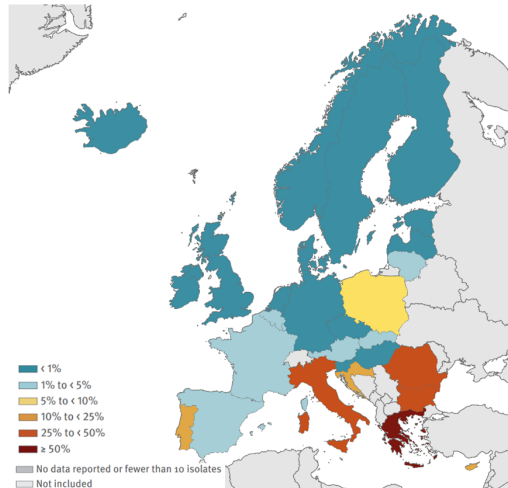 < 1%
1% to < 5%
5% to < 10%
10% to < 25%
25% to < 50%
≥ 50%
No data reported or fewer than 10 isolates
Not included